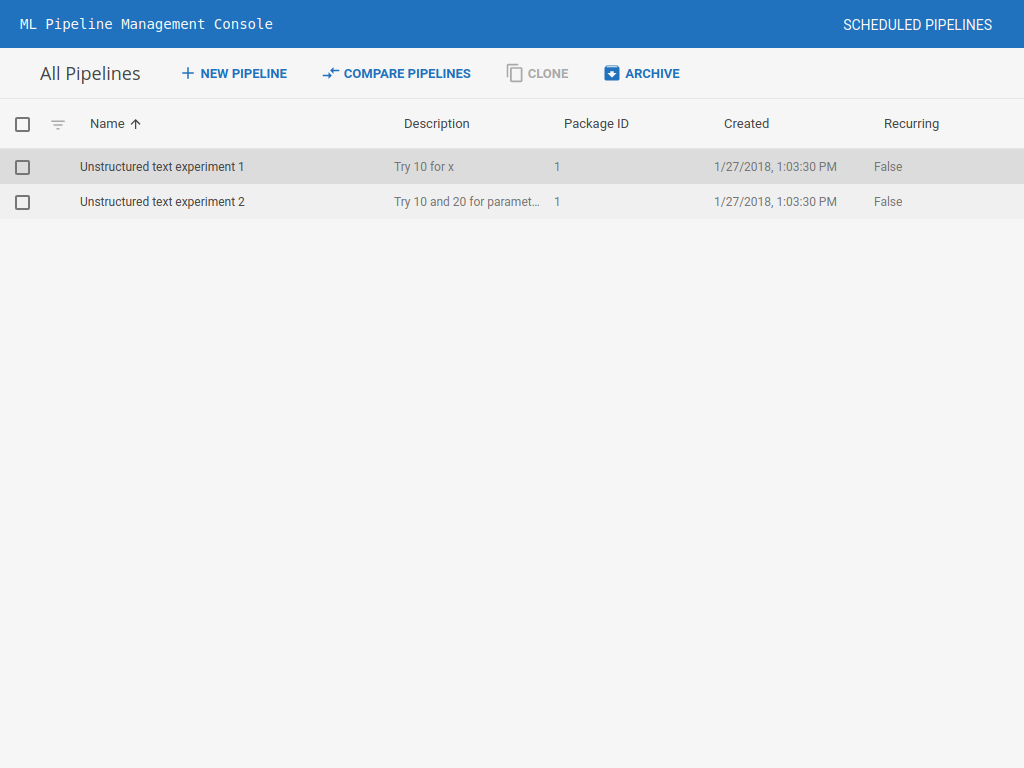 ML Pipeline Management Console SCHEDULED PIPELINES
All Pipelines NEW PIPELINE COMPARE PIPELINES CLONE ARCHIVE
Name Description Package ID Created Recurring
Unstructured text experiment 1 Try 10 for x 1 1/27/2018, 1:03:30 PM False
Unstructured text experiment 2 Try 10 and 20 for paramet... 1 1/27/2018, 1:03:30 PM False